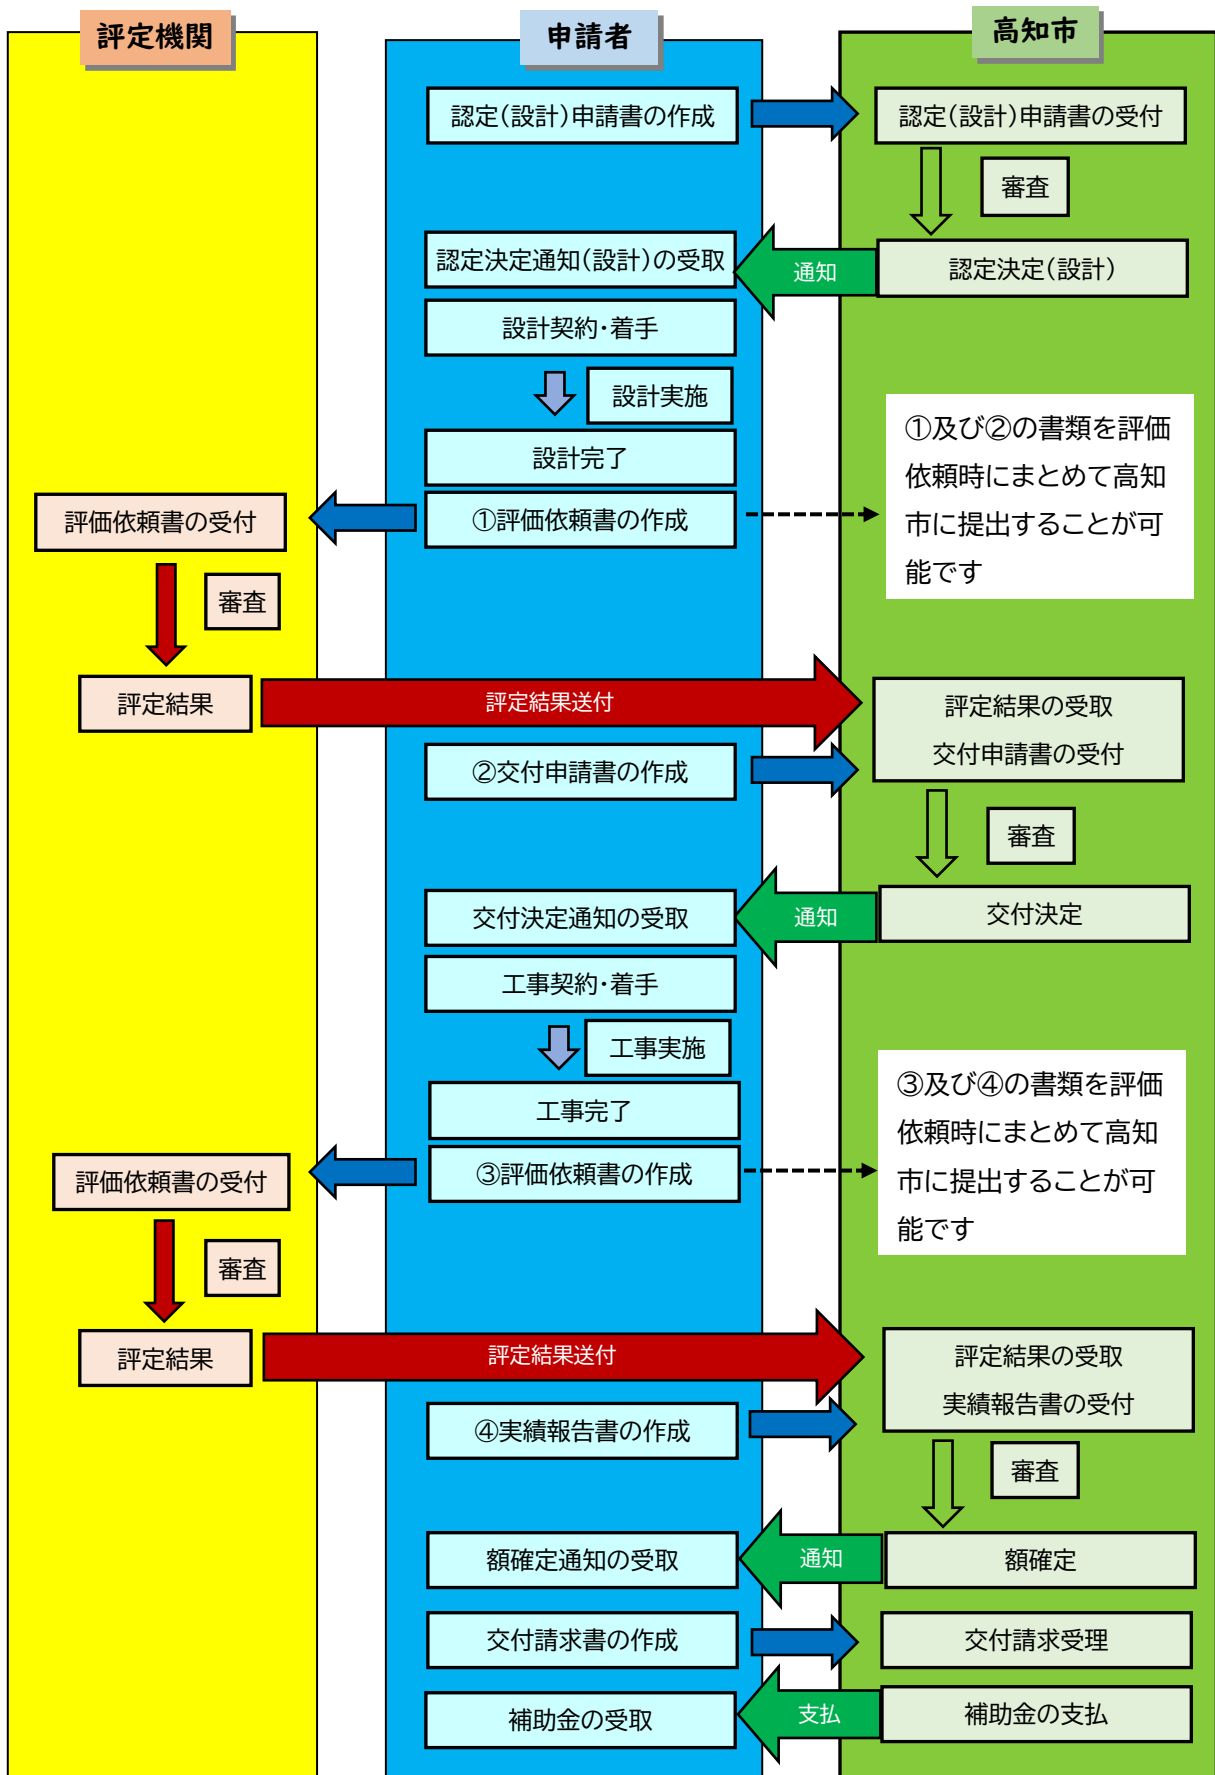 評定機関
申請者
高知市
認定(設計)申請書の作成
認定(設計)申請書の受付
審査
認定決定通知(設計)の受取
通知
認定決定(設計)
設計契約・着手
設計実施
設計完了
①及び②の書類を評価
依頼時にまとめて高知
市に提出することが可
能です
評価依頼書の受付
①評価依頼書の作成
審査
評定結果
評定結果送付
評定結果の受取
交付申請書の受付
②交付申請書の作成
審査
交付決定通知の受取
通知
交付決定
工事契約・着手
工事実施
工事完了
③及び④の書類を評価
依頼時にまとめて高知
市に提出することが可
能です
評価依頼書の受付
③評価依頼書の作成
審査
評定結果
評定結果送付
評定結果の受取
実績報告書の受付
④実績報告書の作成
審査
額確定通知の受取
通知
額確定
交付請求書の作成
交付請求受理
補助金の受取
支払
補助金の支払